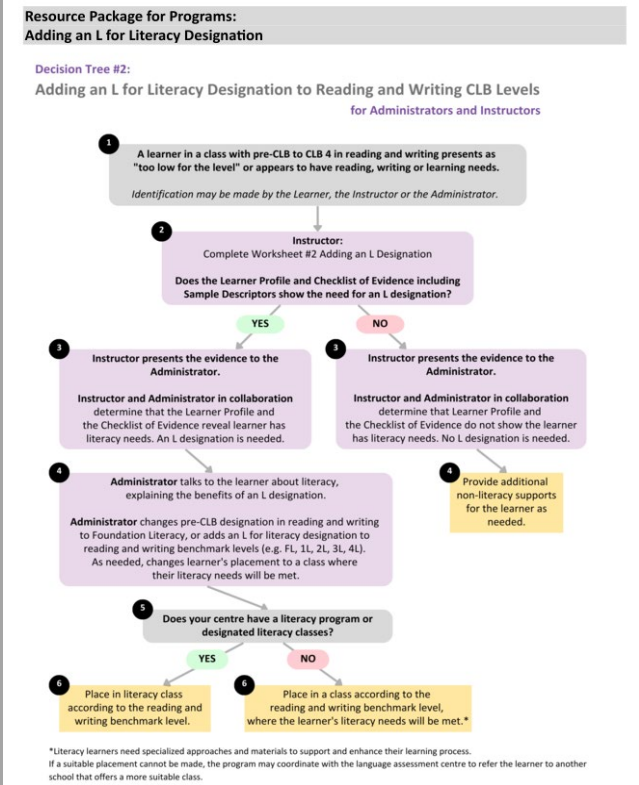 Resource Package for Programs:
Adding an L for Literacy Designation
Decision Tree #2:
Adding an L for Literacy Designation to Reading and Writing CLB Levels
for Administrators and Instructors
1
A learner in a class with pre-CLB to CLB 4 in reading and writing presents as
"too low for the level" or appears to have reading, writing or learning needs.
Identification may be made by the Learner, the Instructor or the Administrator.
2
Instructor:
Complete Worksheet #2 Adding an L Designation
Does the Learner Profile and Checklist of Evidence including
Sample Descriptors show the need for an L designation?
YES
NO
3
Instructor presents the evidence to the
Administrator.
Instructor and Administrator in collaboration
determine that the Learner Profile and
the Checklist of Evidence reveal learner has
literacy needs. An L designation is needed.
3
Instructor presents the evidence to the
Administrator.
Instructor and Administrator in collaboration
determine that Learner Profile and
the Checklist of Evidence do not show the learner
has literacy needs. No L designation is needed.
4
Administrator talks to the learner about literacy,
explaining the benefits of an L designation.
Administrator changes pre-CLB designation in reading and writing
to Foundation Literacy, or adds an L for literacy designation to
reading and writing benchmark levels (e.g. FL, 1L, 2L, 3L, 4L).
As needed, changes learner's placement to a class where
their literacy needs will be met.
4
Provide additional
non-literacy supports
for the learner as
needed.
5
Does your centre have a literacy program or
designated literacy classes?
YES
NO
6
Place in literacy class
according to the reading and
writing benchmark level.
6
Place in a class according to the
reading and writing benchmark level,
where the learner's literacy needs will be met.*
*Literacy learners need specialized approaches and materials to support and enhance their learning process.
If a suitable placement cannot be made, the program may coordinate with the language assessment centre to refer the learner to another
school that offers a more suitable class.